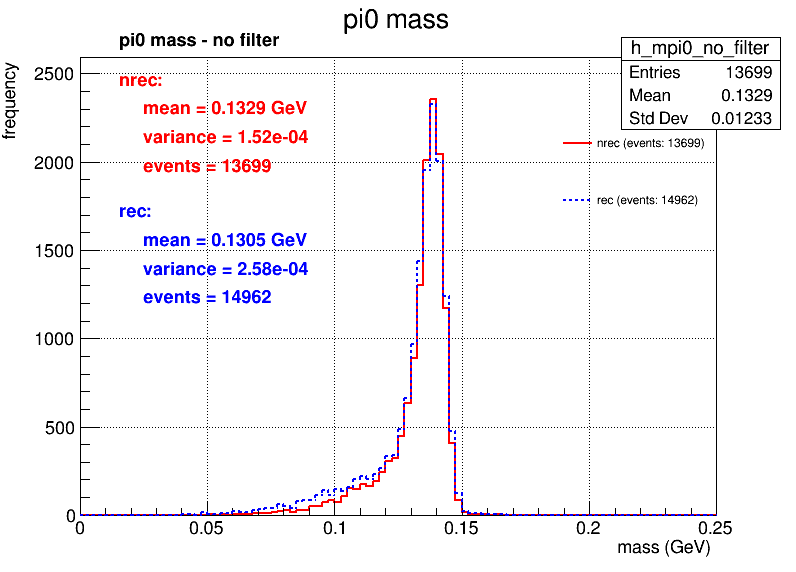 pi0 mass
pi0 mass - no filter
h_mpi0_no_filter
Entries 13699
Mean 0.1329
Std Dev 0.01233
nrec:
mean = 0.1329 GeV
variance = 1.52e-04
events = 13699
rec:
mean = 0.1305 GeV
variance = 2.58e-04
events = 14962
nrec (events: 13699)
rec (events: 14962)
frequency
2500
2000
1500
1000
500
0
0 0.05 0.1 0.15 0.2 0.25
mass (GeV)